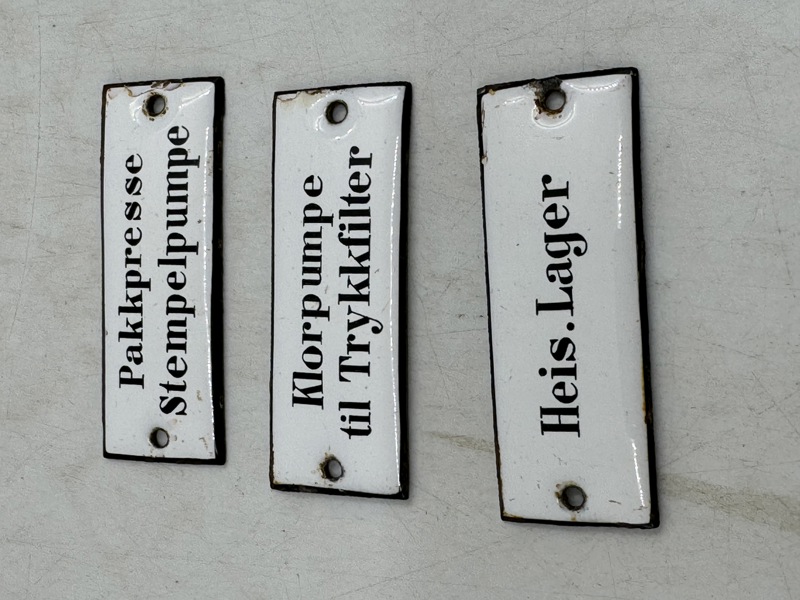 Pakkpresse
Stempelpumpe
Klorpumpe
til Trykkfilter
Heis.Lager